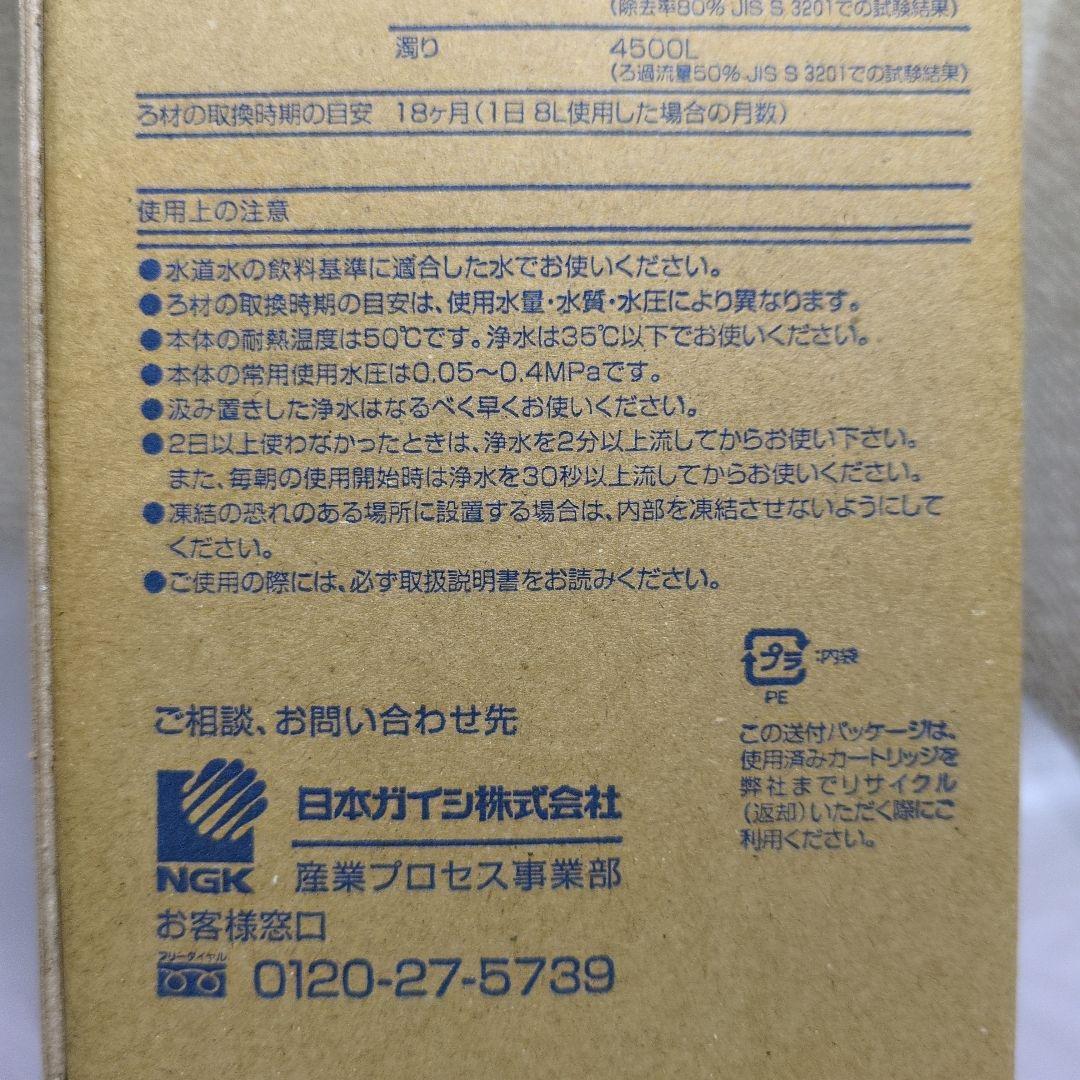 (除去率80% JIS S 3201での試験結果)
濁り 4500L
(ろ過流量50% JIS S 3201での試験結果)
ろ材の取換時期の目安 18ヶ月(1日 8L使用した場合の月数)
使用上の注意
●水道水の飲料基準に適合した水でお使いください。
●ろ材の取換時期の目安は、使用水量・水質・水圧により異なります。
●本体の耐熱温度は50℃です。浄水は35℃以下でお使いください。
●本体の常用使用水圧は0.05～0.4MPaです。
●汲み置きした浄水はなるべく早くお使いください。
●2日以上使わなかったときは、浄水を2分以上流してからお使い下さい。
また、毎朝の使用開始時は浄水を30秒以上流してからお使いください。
●凍結の恐れのある場所に設置する場合は、内部を凍結させないようにして
ください。
●ご使用の際には、必ず取扱説明書をお読みください。
プラ :内袋
PE
この送付パッケージは、
使用済みカートリッジを
弊社までリサイクル
(返却)いただく際にご
利用ください。
ご相談、お問い合わせ先
日本ガイシ株式会社
NGK 産業プロセス事業部
お客様窓口
フリーダイヤル
0120-27-5739